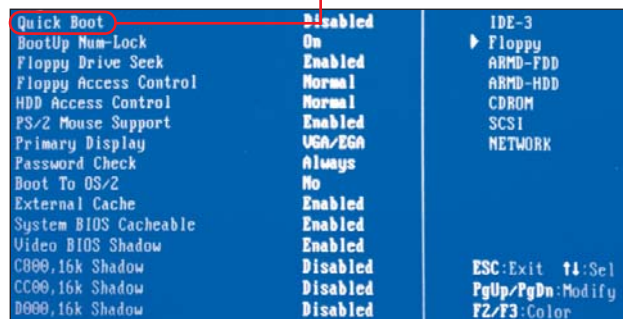 Quick Boot Disabled
BootUp Num-Lock On
Floppy Drive Seek Enabled
Floppy Access Control Normal
HDD Access Control Normal
PS/2 Mouse Support Enabled
Primary Display VGA/EGA
Password Check Always
Boot To OS/2 No
External Cache Enabled
System BIOS Cacheable Enabled
Video BIOS Shadow Enabled
C800,16k Shadow Disabled
CC00,16k Shadow Disabled
D000,16k Shadow Disabled
IDE-3
Floppy
ARMD-FDD
ARMD-HDD
CDROM
SCSI
NETWORK
ESC:Exit ↑↓:Sel
PgUp/PgDn:Modify
F2/F3:Color